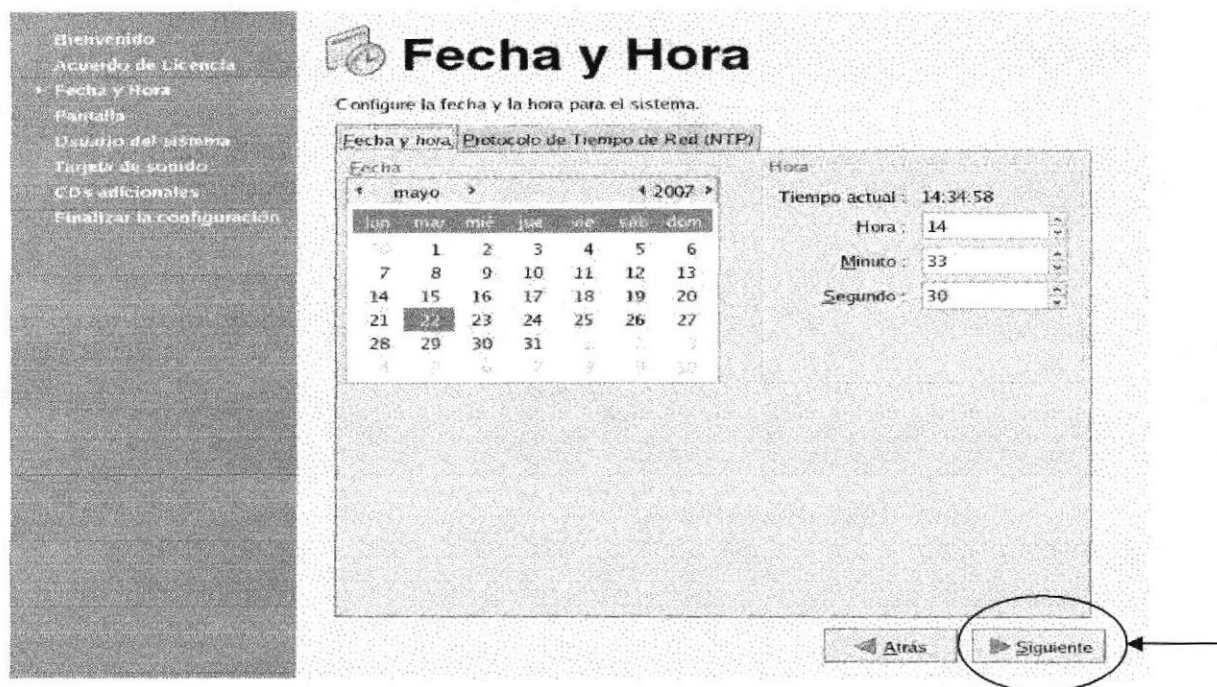 Bienvenido
Acuerdo de Licencia
Fecha y Hora
Pantalla
Usuario del sistema
Tarjeta de sonido
CDs adicionales
Finalizar la configuración
Fecha y Hora
Configure la fecha y la hora para el sistema.
Fecha y hora Protocolo de Tiempo de Red (NTP)
Fecha
mayo 2007
lun mar mié jue vie sáb dom
30 1 2 3 4 5 6
7 8 9 10 11 12 13
14 15 16 17 18 19 20
21 22 23 24 25 26 27
28 29 30 31
Hora
Tiempo actual : 14:34:58
Hora : 14
Minuto : 33
Segundo : 30
Atrás Siguiente